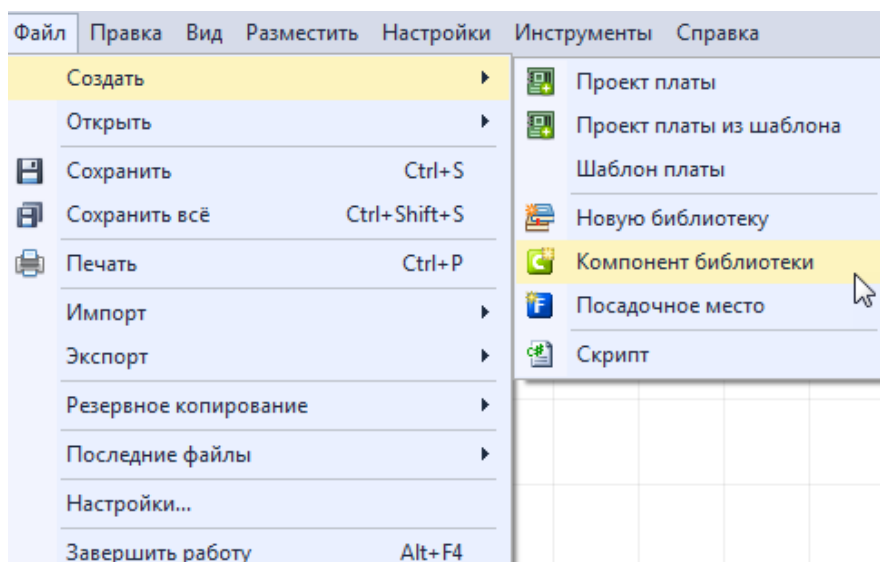 Файл Правка Вид Разместить Настройки Инструменты Справка
Создать
Открыть
Сохранить Ctrl+S
Сохранить всё Ctrl+Shift+S
Печать Ctrl+P
Импорт
Экспорт
Резервное копирование
Последние файлы
Настройки...
Завершить работу Alt+F4
Проект платы
Проект платы из шаблона
Шаблон платы
Новую библиотеку
Компонент библиотеки
Посадочное место
Скрипт